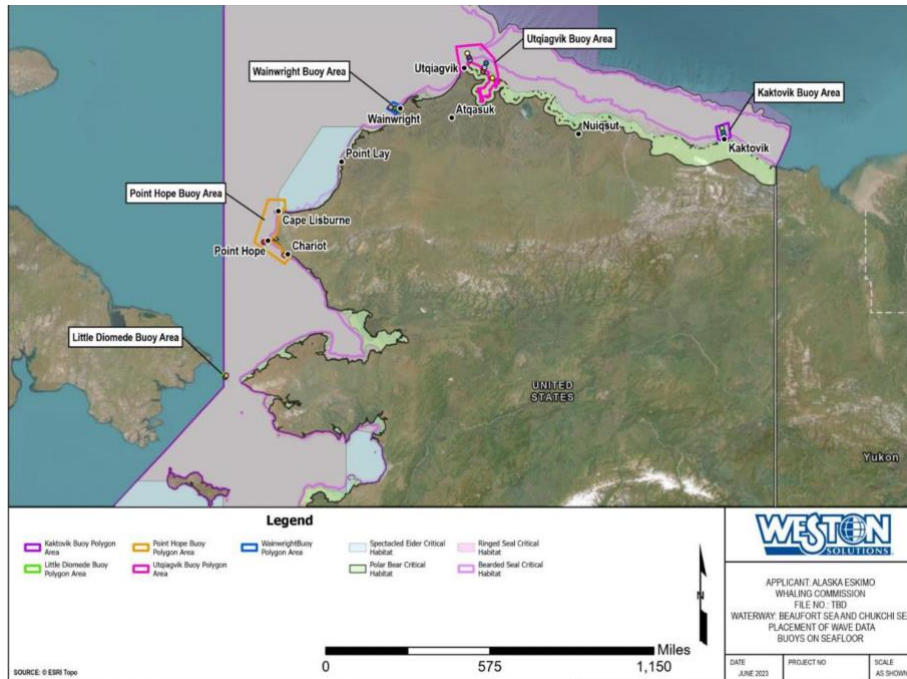 Utqiagvik Buoy Area
Wainwright Buoy Area
Utqiagvik
Kaktovik Buoy Area
Wainwright
Atqasuk
Nuiqsut
Kaktovik
Point Lay
Point Hope Buoy Area
Cape Lisburne
Point Hope
Chariot
Little Diomede Buoy Area
UNITED
STATES
Yukon
Legend
Kaktovik Buoy Polygon
Area
Point Hope Buoy
Polygon Area
WainwrightBuoy
Polygon Area
Spectacled Eider Critical
Habitat
Ringed Seal Critical
Habitat
Little Diomede Buoy
Polygon Area
Utqiagvik Buoy Polygon
Area
Polar Bear Critical
Habitat
Bearded Seal Critical
Habitat
N
Miles
0 575 1,150
SOURCE: © ESRI Topo
WESTON
SOLUTIONS
APPLICANT: ALASKA ESKIMO
WHALING COMMISSION
FILE NO.: TBD
WATERWAY: BEAUFORT SEA AND CHUKCHI SE
PLACEMENT OF WAVE DATA
BUOYS ON SEAFLOOR
DATE PROJECT NO SCALE
JUNE 2023 AS SHOWN